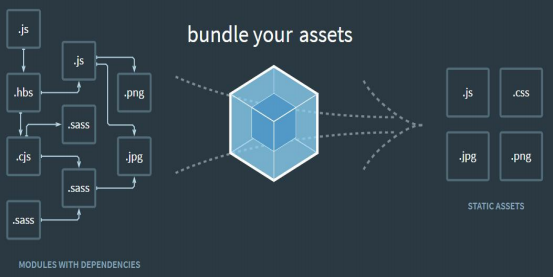 bundle your assets
.js
.js
.hbs
.png
.sass
.cjs
.jpg
.sass
.sass
MODULES WITH DEPENDENCIES
.js
.css
.jpg
.png
STATIC ASSETS